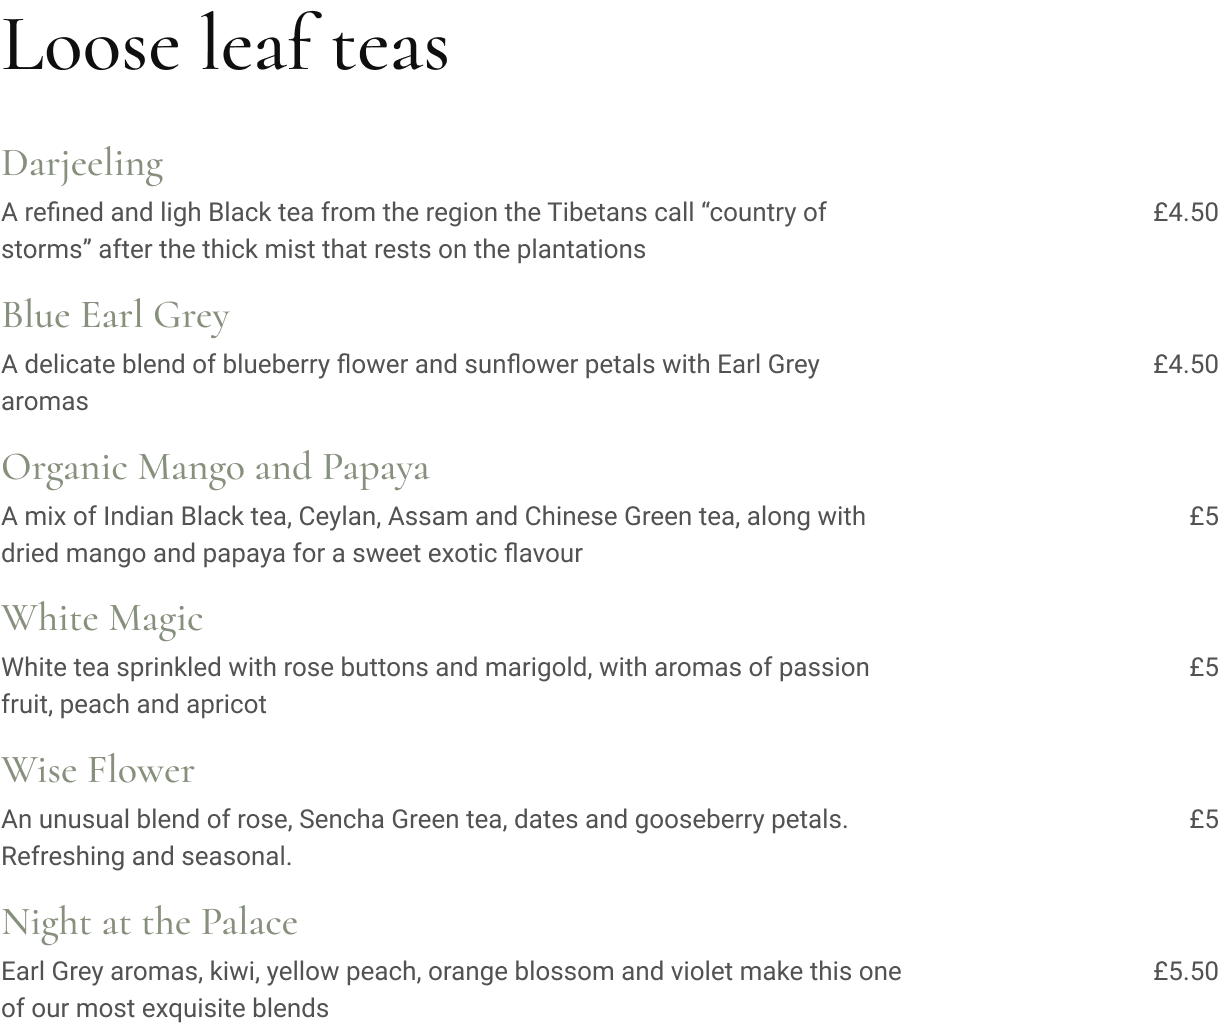 Loose leaf teas
Darjeeling
A refined and ligh Black tea from the region the Tibetans call “country of £4.50
storms” after the thick mist that rests on the plantations
Blue Earl Grey
A delicate blend of blueberry flower and sunflower petals with Earl Grey £4.50
aromas
Organic Mango and Papaya
A mix of Indian Black tea, Ceylan, Assam and Chinese Green tea, along with £5
dried mango and papaya for a sweet exotic flavour
White Magic
White tea sprinkled with rose buttons and marigold, with aromas of passion £5
fruit, peach and apricot
Wise Flower
An unusual blend of rose, Sencha Green tea, dates and gooseberry petals. £5
Refreshing and seasonal.
Night at the Palace
Earl Grey aromas, kiwi, yellow peach, orange blossom and violet make this one £5.50
of our most exquisite blends